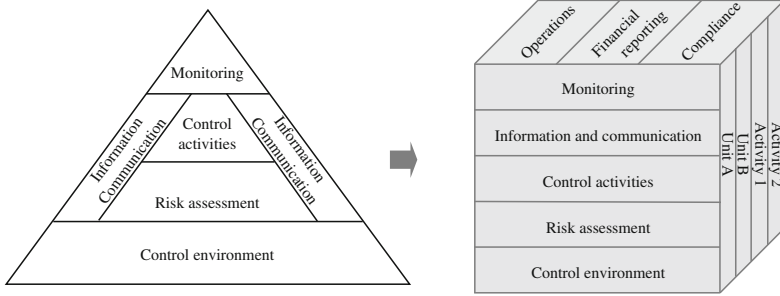 Monitoring
Information
Communication
Control
activities
Information
Communication
Risk assessment
Control environment
Operations
Financial
reporting
Compliance
Monitoring
Information and communication
Control activities
Risk assessment
Control environment
Unit A
Unit B
Activity 1
Activity 2